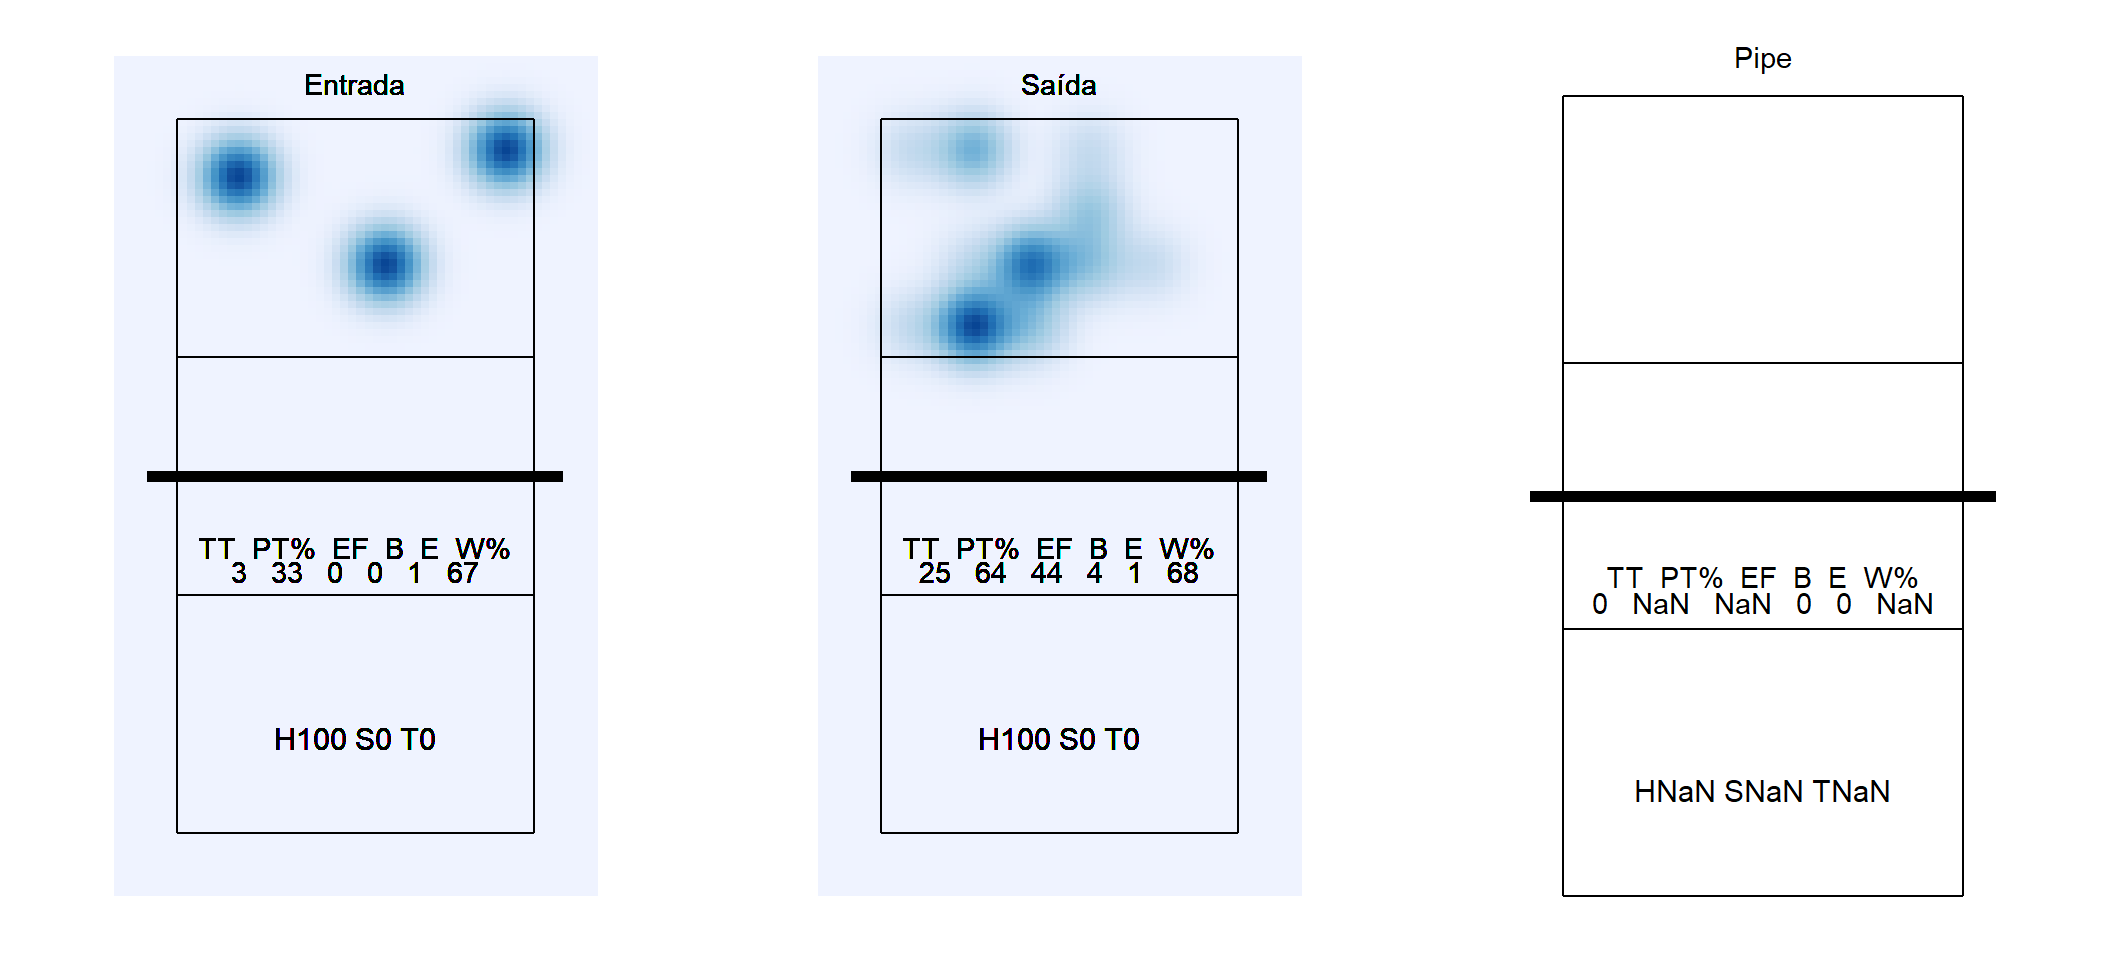 Entrada
TT PT% EF B E W%
3 33 0 0 1 67
H100 S0 T0
Saída
TT PT% EF B E W%
25 64 44 4 1 68
H100 S0 T0
Pipe
TT PT% EF B E W%
0 NaN NaN 0 0 NaN
HNaN SNaN TNaN